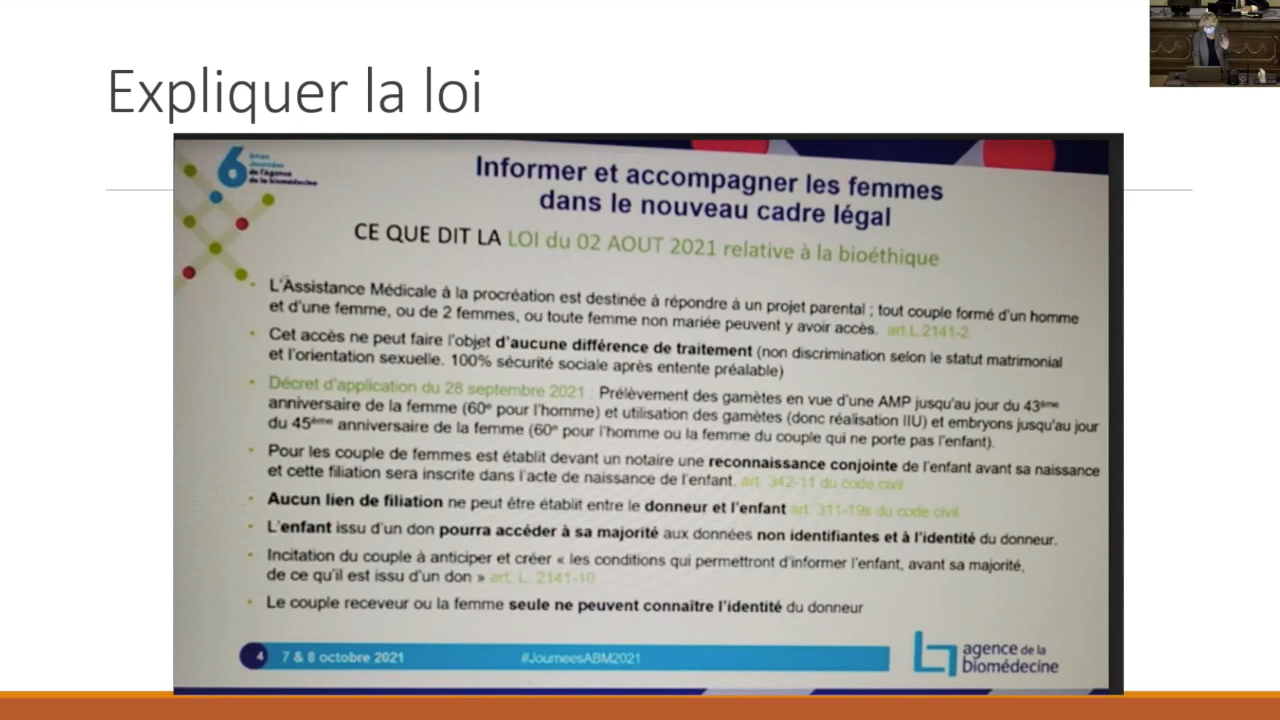 Expliquer la loi
6 èmes
Journées
de l'Agence
de la biomédecine
Informer et accompagner les femmes
dans le nouveau cadre légal
CE QUE DIT LA LOI du 02 AOUT 2021 relative à la bioéthique
• L'Assistance Médicale à la procréation est destinée à répondre à un projet parental ; tout couple formé d'un homme
et d'une femme, ou de 2 femmes, ou toute femme non mariée peuvent y avoir accès. art.L.2141-2.
• Cet accès ne peut faire l'objet d'aucune différence de traitement (non discrimination selon le statut matrimonial
et l'orientation sexuelle. 100% sécurité sociale après entente préalable)
• Décret d'application du 28 septembre 2021 : Prélèvement des gamètes en vue d'une AMP jusqu'au jour du 43ème
anniversaire de la femme (60e pour l'homme) et utilisation des gamètes (donc réalisation IIU) et embryons jusqu'au jour
du 45ème anniversaire de la femme (60e pour l'homme ou la femme du couple qui ne porte pas l'enfant).
• Pour les couple de femmes est établit devant un notaire une reconnaissance conjointe de l'enfant avant sa naissance
et cette filiation sera inscrite dans l'acte de naissance de l'enfant. art. 342-11 du code civil
• Aucun lien de filiation ne peut être établit entre le donneur et l'enfant art. 311-19s du code civil
• L'enfant issu d'un don pourra accéder à sa majorité aux données non identifiantes et à l'identité du donneur.
• Incitation du couple à anticiper et créer « les conditions qui permettront d'informer l'enfant, avant sa majorité,
de ce qu'il est issu d'un don » art. L. 2141-10
• Le couple receveur ou la femme seule ne peuvent connaître l'identité du donneur
4 7 & 8 octobre 2021 #JourneesABM2021
agence de la
biomédecine